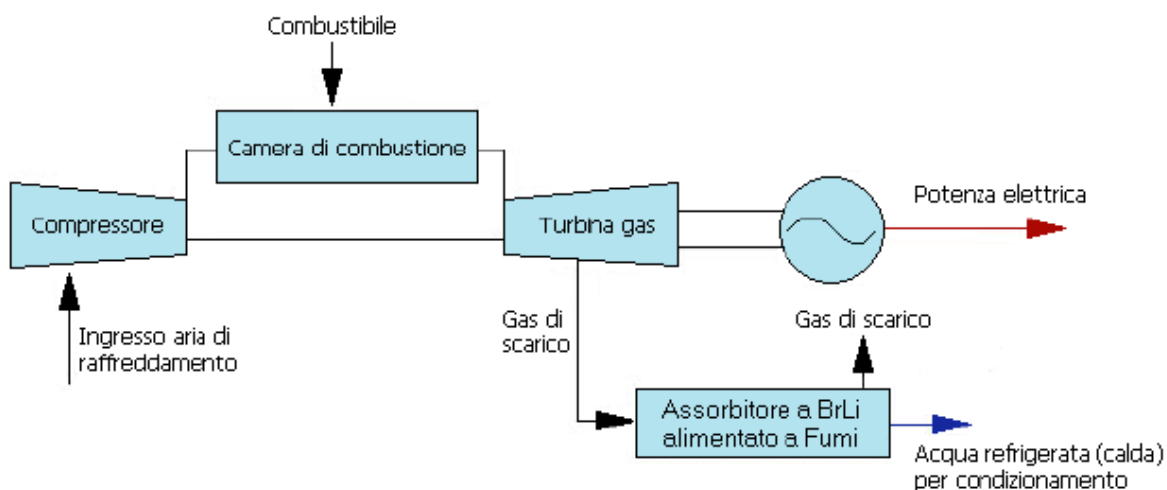 Combustibile
Camera di combustione
Compressore
Turbina gas
Potenza elettrica
Ingresso aria di
raffreddamento
Gas di
scarico
Gas di scarico
Assorbitore a BrLi
alimentato a Fumi
Acqua refrigerata (calda)
per condizionamento